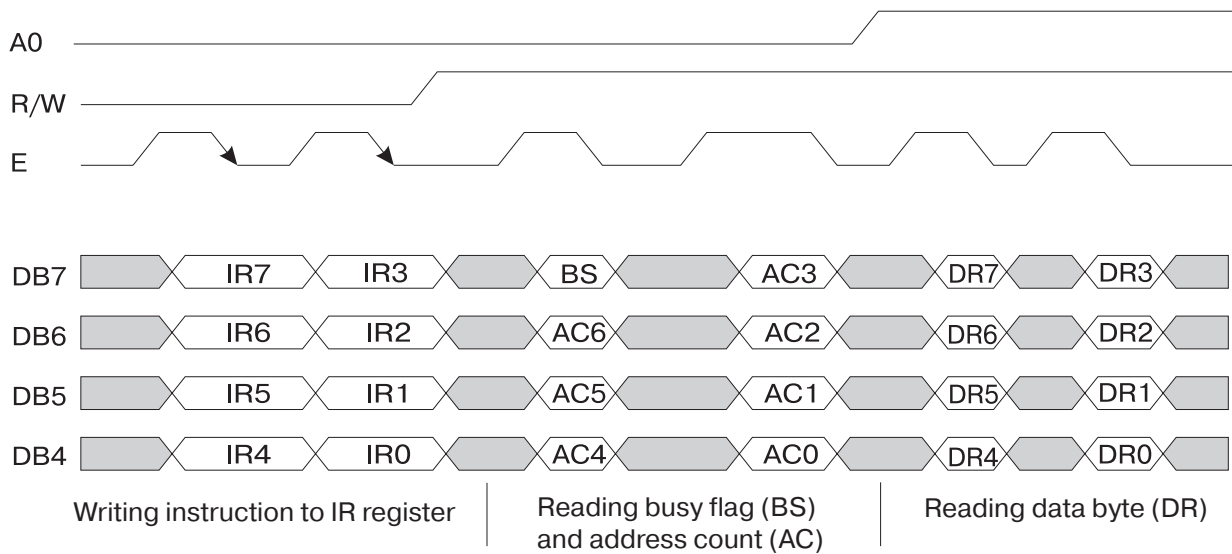 A0
R/W
E
DB7 IR7 IR3 BS AC3 DR7 DR3
DB6 IR6 IR2 AC6 AC2 DR6 DR2
DB5 IR5 IR1 AC5 AC1 DR5 DR1
DB4 IR4 IR0 AC4 AC0 DR4 DR0
Writing instruction to IR register
Reading busy flag (BS)
and address count (AC)
Reading data byte (DR)